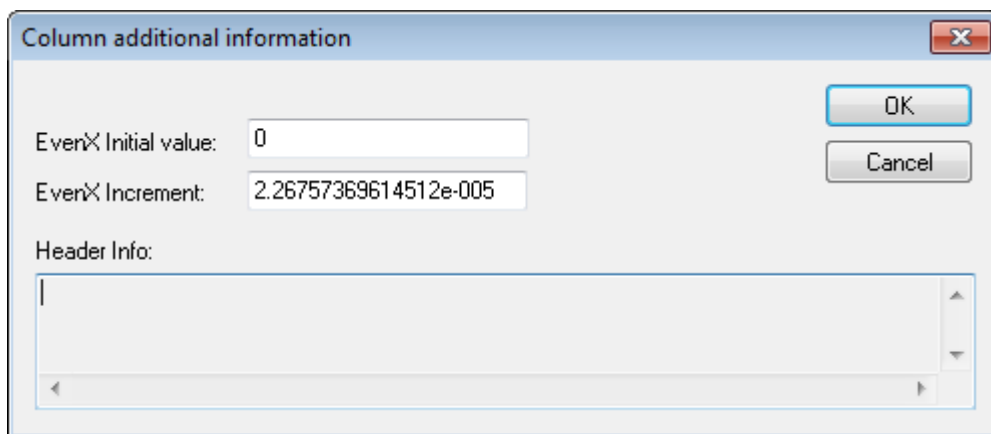 Column additional information
OK
EvenX Initial value: 0
Cancel
EvenX Increment: 2.26757369614512e-005
Header Info: